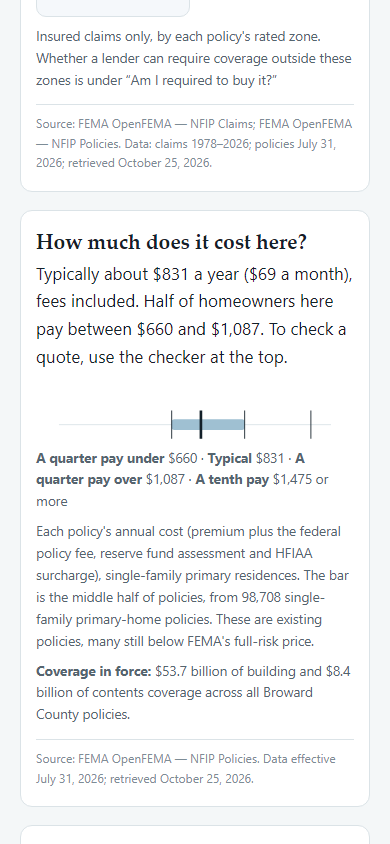 Insured claims only, by each policy's rated zone.
Whether a lender can require coverage outside these
zones is under “Am I required to buy it?”
Source: FEMA OpenFEMA — NFIP Claims; FEMA OpenFEMA
— NFIP Policies. Data: claims 1978–2026; policies July 31,
2026; retrieved October 25, 2026.
How much does it cost here?
Typically about $831 a year ($69 a month),
fees included. Half of homeowners here
pay between $660 and $1,087. To check a
quote, use the checker at the top.
A quarter pay under $660 · Typical $831 · A
quarter pay over $1,087 · A tenth pay $1,475 or
more
Each policy's annual cost (premium plus the federal
policy fee, reserve fund assessment and HFIAA
surcharge), single-family primary residences. The bar
is the middle half of policies, from 98,708 single-
family primary-home policies. These are existing
policies, many still below FEMA's full-risk price.
Coverage in force: $53.7 billion of building and $8.4
billion of contents coverage across all Broward
County policies.
Source: FEMA OpenFEMA — NFIP Policies. Data effective
July 31, 2026; retrieved October 25, 2026.